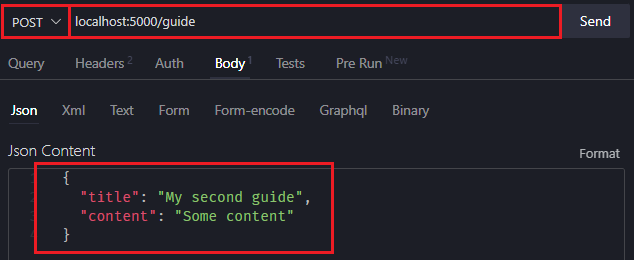 POST localhost:5000/guide Send
Query Headers 2 Auth Body 1 Tests Pre Run New
Json Xml Text Form Form-encode Graphql Binary
Json Content Format
{
"title": "My second guide",
"content": "Some content"
}